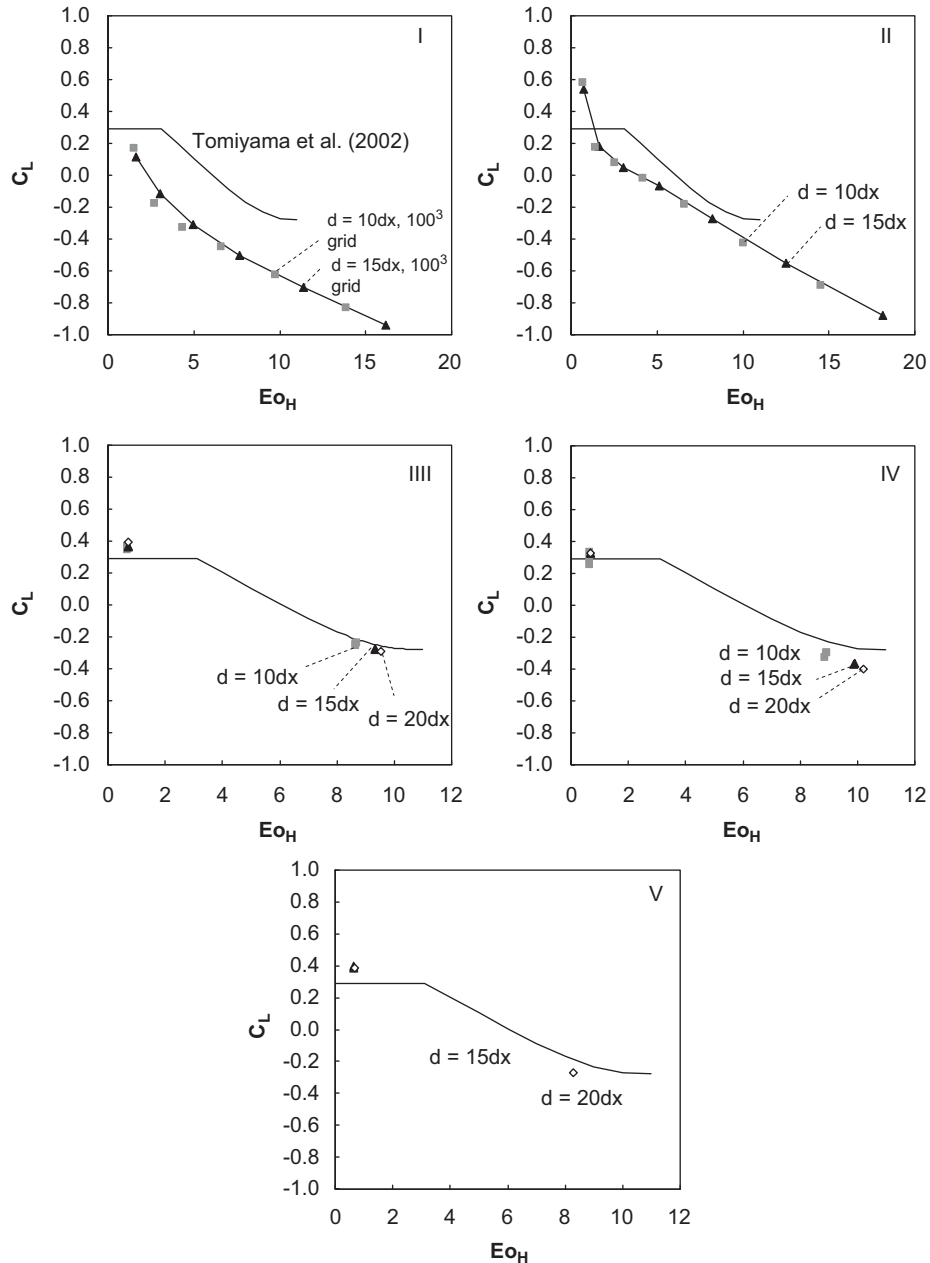 I
1.0
0.8
0.6
0.4
0.2
0.0
-0.2
-0.4
-0.6
-0.8
-1.0
C_L
Tomiyama et al. (2002)
d = 10dx, 100³
grid
d = 15dx, 100³
grid
0 5 10 15 20
Eo_H
II
1.0
0.8
0.6
0.4
0.2
0.0
-0.2
-0.4
-0.6
-0.8
-1.0
C_L
d = 10dx
d = 15dx
0 5 10 15 20
Eo_H
IIII
1.0
0.8
0.6
0.4
0.2
0.0
-0.2
-0.4
-0.6
-0.8
-1.0
C_L
d = 10dx
d = 15dx
d = 20dx
0 2 4 6 8 10 12
Eo_H
IV
1.0
0.8
0.6
0.4
0.2
0.0
-0.2
-0.4
-0.6
-0.8
-1.0
C_L
d = 10dx
d = 15dx
d = 20dx
0 2 4 6 8 10 12
Eo_H
V
1.0
0.8
0.6
0.4
0.2
0.0
-0.2
-0.4
-0.6
-0.8
-1.0
C_L
d = 15dx
d = 20dx
0 2 4 6 8 10 12
Eo_H